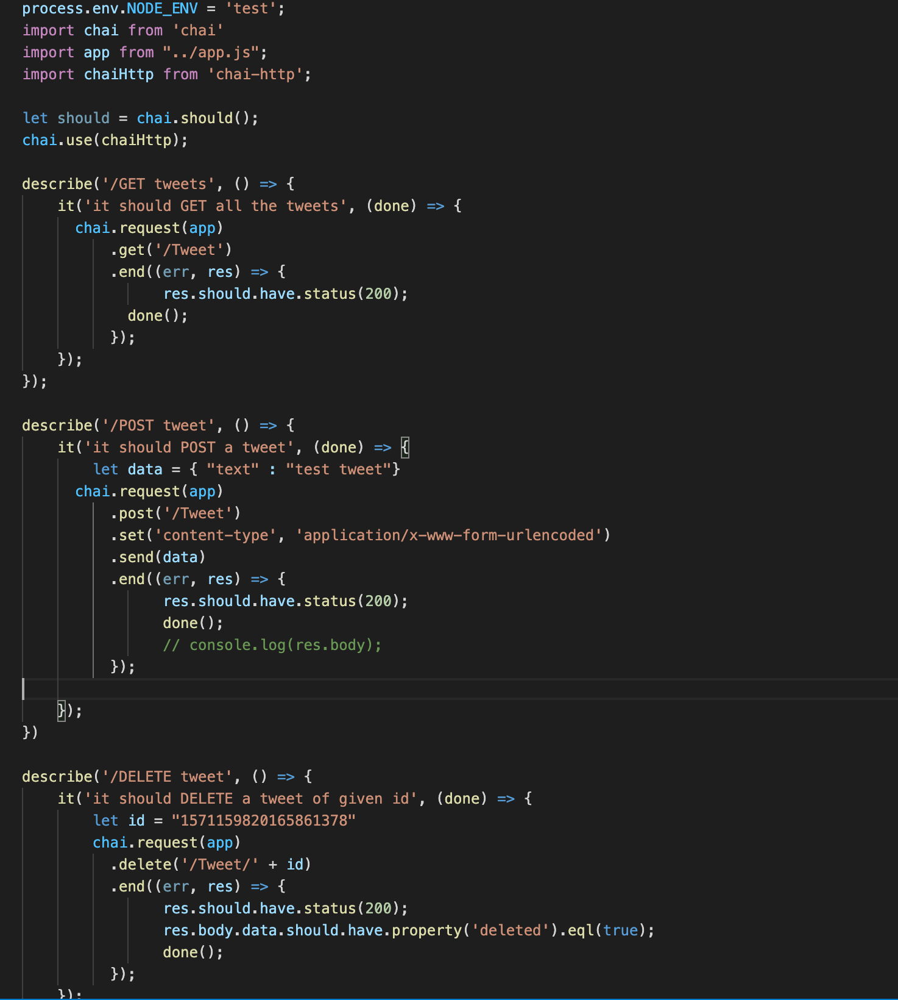 process.env.NODE_ENV = 'test';
import chai from 'chai'
import app from "../app.js";
import chaiHttp from 'chai-http';

let should = chai.should();
chai.use(chaiHttp);

describe('/GET tweets', () => {
    it('it should GET all the tweets', (done) => {
      chai.request(app)
          .get('/Tweet')
          .end((err, res) => {
                res.should.have.status(200);
            done();
          });
    });
});

describe('/POST tweet', () => {
    it('it should POST a tweet', (done) => {
        let data = { "text" : "test tweet"}
      chai.request(app)
          .post('/Tweet')
          .set('content-type', 'application/x-www-form-urlencoded')
          .send(data)
          .end((err, res) => {
                res.should.have.status(200);
                done();
                // console.log(res.body);
          });

    });
})

describe('/DELETE tweet', () => {
    it('it should DELETE a tweet of given id', (done) => {
        let id = "1571159820165861378"
        chai.request(app)
          .delete('/Tweet/' + id)
          .end((err, res) => {
                res.should.have.status(200);
                res.body.data.should.have.property('deleted').eql(true);
                done();
          });
    });